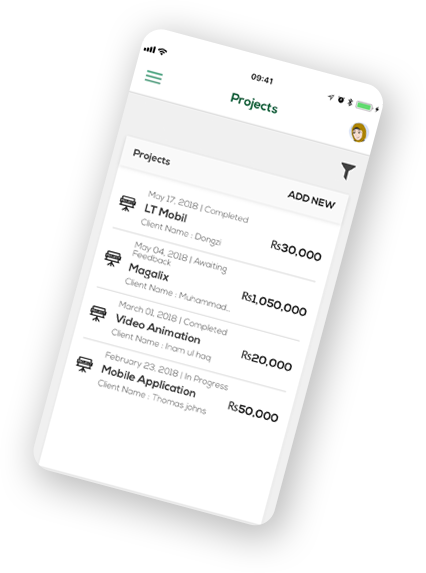 09:41
Projects
Projects
ADD NEW
May 17, 2018 | Completed
LT Mobil
Client Name : Dongzi
Rs30,000
May 04, 2018 | Awaiting
Feedback
Magalix
Client Name : Muhammad..
Rs1,050,000
March 01, 2018 | Completed
Video Animation
Client Name : Inam ul haq
Rs20,000
February 23, 2018 | In Progress
Mobile Application
Client Name : Thomas johns
Rs50,000